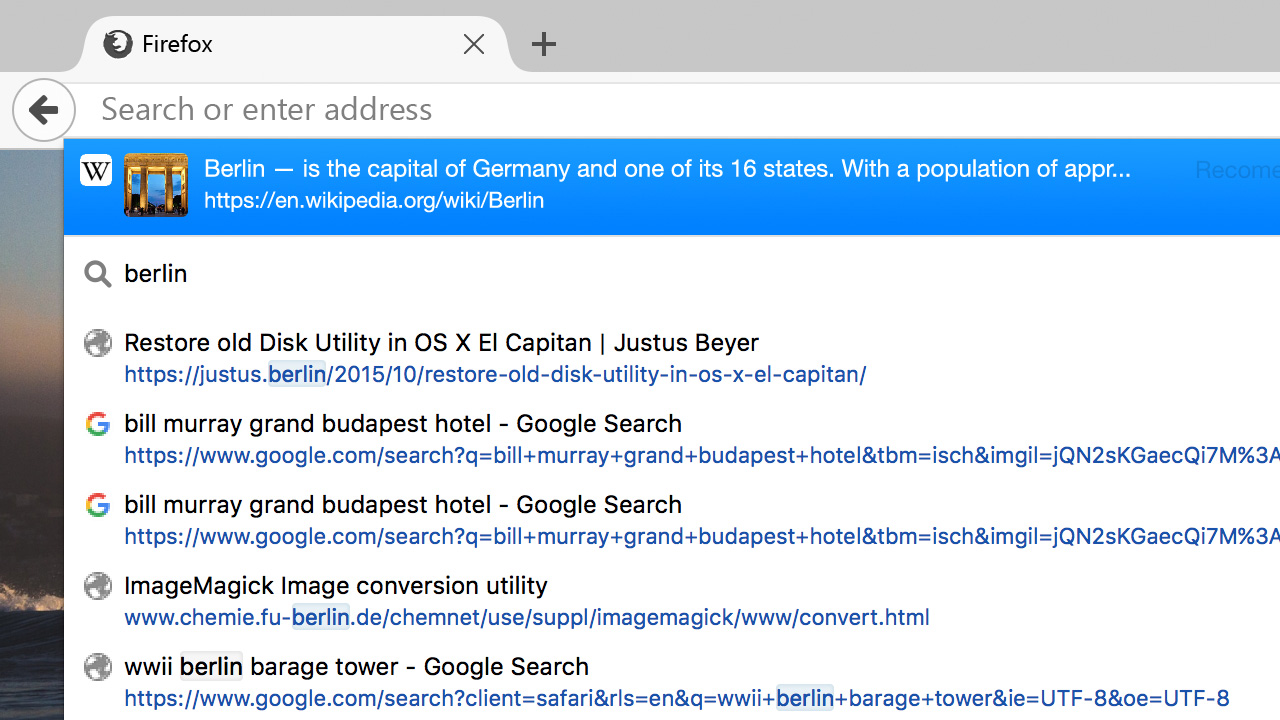 Firefox
Search or enter address
W
Berlin — is the capital of Germany and one of its 16 states. With a population of appr...
Recome
https://en.wikipedia.org/wiki/Berlin
berlin
Restore old Disk Utility in OS X El Capitan | Justus Beyer
https://justus.berlin/2015/10/restore-old-disk-utility-in-os-x-el-capitan/
bill murray grand budapest hotel - Google Search
https://www.google.com/search?q=bill+murray+grand+budapest+hotel&tbm=isch&imgil=jQN2sKGaecQi7M%3A
bill murray grand budapest hotel - Google Search
https://www.google.com/search?q=bill+murray+grand+budapest+hotel&tbm=isch&imgil=jQN2sKGaecQi7M%3A
ImageMagick Image conversion utility
www.chemie.fu-berlin.de/chemnet/use/suppl/imagemagick/www/convert.html
wwii berlin barage tower - Google Search
https://www.google.com/search?client=safari&rls=en&q=wwii+berlin+barage+tower&ie=UTF-8&oe=UTF-8